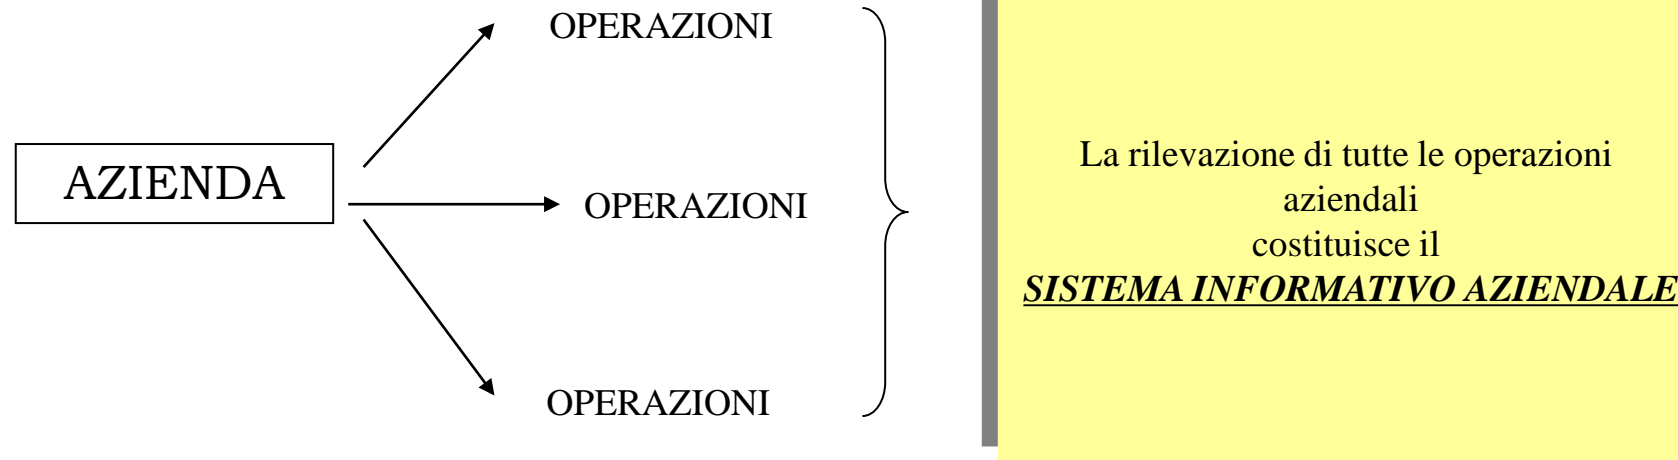 OPERAZIONI
AZIENDA
OPERAZIONI
OPERAZIONI
La rilevazione di tutte le operazioni
aziendali
costituisce il
SISTEMA INFORMATIVO AZIENDALE